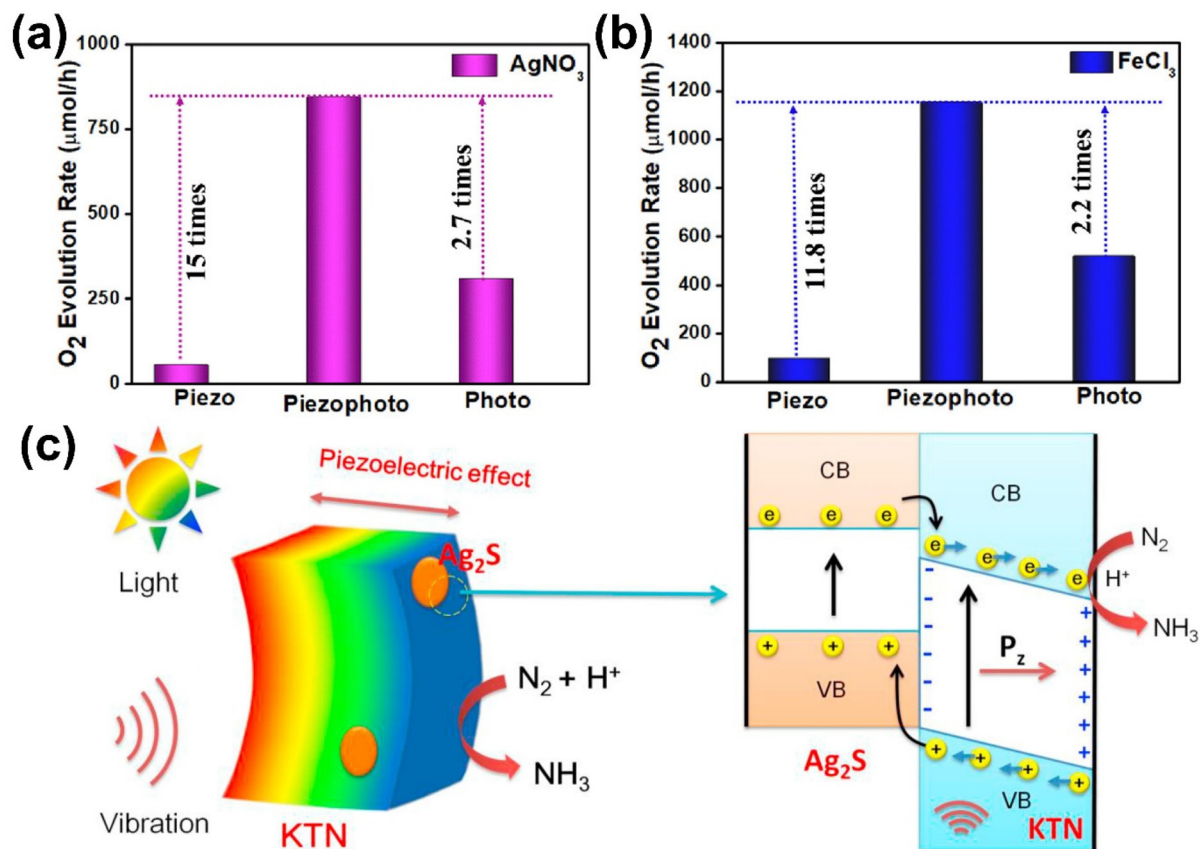 (a)
O₂ Evolution Rate (μmol/h)
1000
750
500
250
0
AgNO₃
15 times
2.7 times
Piezo
Piezophoto
Photo
(b)
O₂ Evolution Rate (μmol/h)
1400
1200
1000
800
600
400
200
0
FeCl₃
11.8 times
2.2 times
Piezo
Piezophoto
Photo
(c)
Light
Vibration
Piezoelectric effect
Ag₂S
N₂ + H⁺
NH₃
KTN
CB
e e e
+ + +
VB
Ag₂S
CB
e e e e
- - - - - - -
P_z
+ + + + + + +
+ + + +
VB
KTN
N₂
H⁺
NH₃